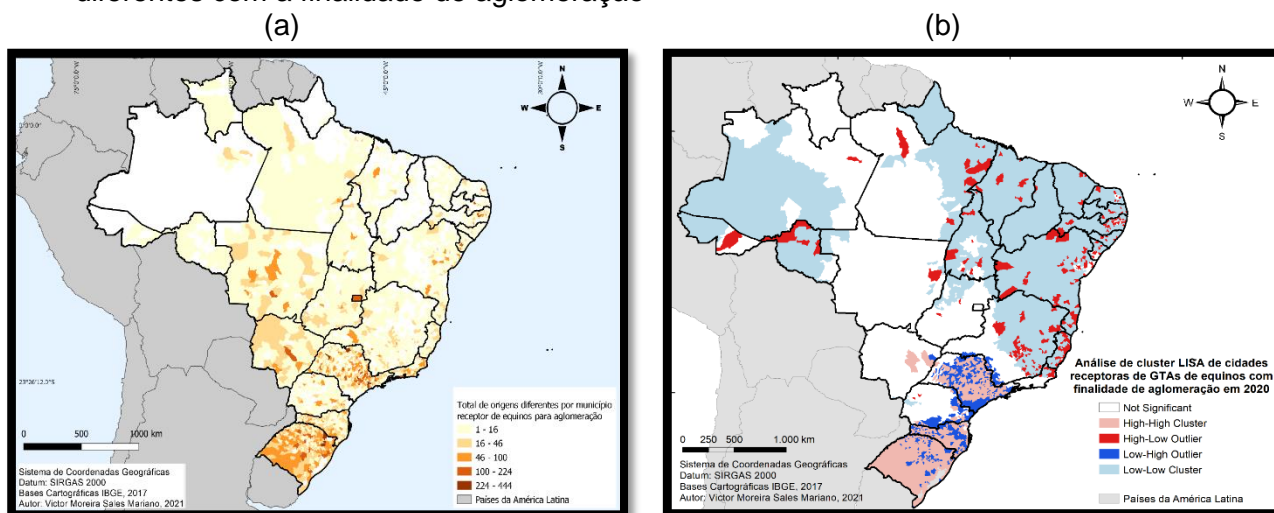 diferentes com a finalidade de aglomeração
(a)
(b)
N
W
E
S
0 500 1000 km
Sistema de Coordenadas Geográficas
Datum: SIRGAS 2000
Bases Cartográficas IBGE, 2017
Autor: Victor Moreira Sales Mariano, 2021
Total de origens diferentes por município
receptor de equinos para aglomeração
1 - 16
16 - 46
46 - 100
100 - 224
224 - 444
Países da América Latina
N
W
E
S
0 250 500 1.000 km
Sistema de Coordenadas Geográficas
Datum: SIRGAS 2000
Bases Cartográficas IBGE, 2017
Autor: Victor Moreira Sales Mariano, 2021
Análise de cluster LISA de cidades
receptoras de GTAs de equinos com
finalidade de aglomeração em 2020
Not Significant
High-High Cluster
High-Low Outlier
Low-High Outlier
Low-Low Cluster
Países da América Latina